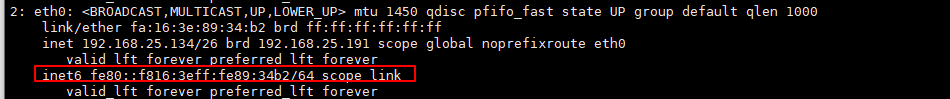 2: eth0: <BROADCAST,MULTICAST,UP,LOWER_UP> mtu 1450 qdisc pfifo_fast state UP group default qlen 1000
link/ether fa:16:3e:89:34:b2 brd ff:ff:ff:ff:ff:ff
inet 192.168.25.134/26 brd 192.168.25.191 scope global noprefixroute eth0
valid_lft forever preferred_lft forever
inet6 fe80::f816:3eff:fe89:34b2/64 scope link
valid_lft forever preferred_lft forever